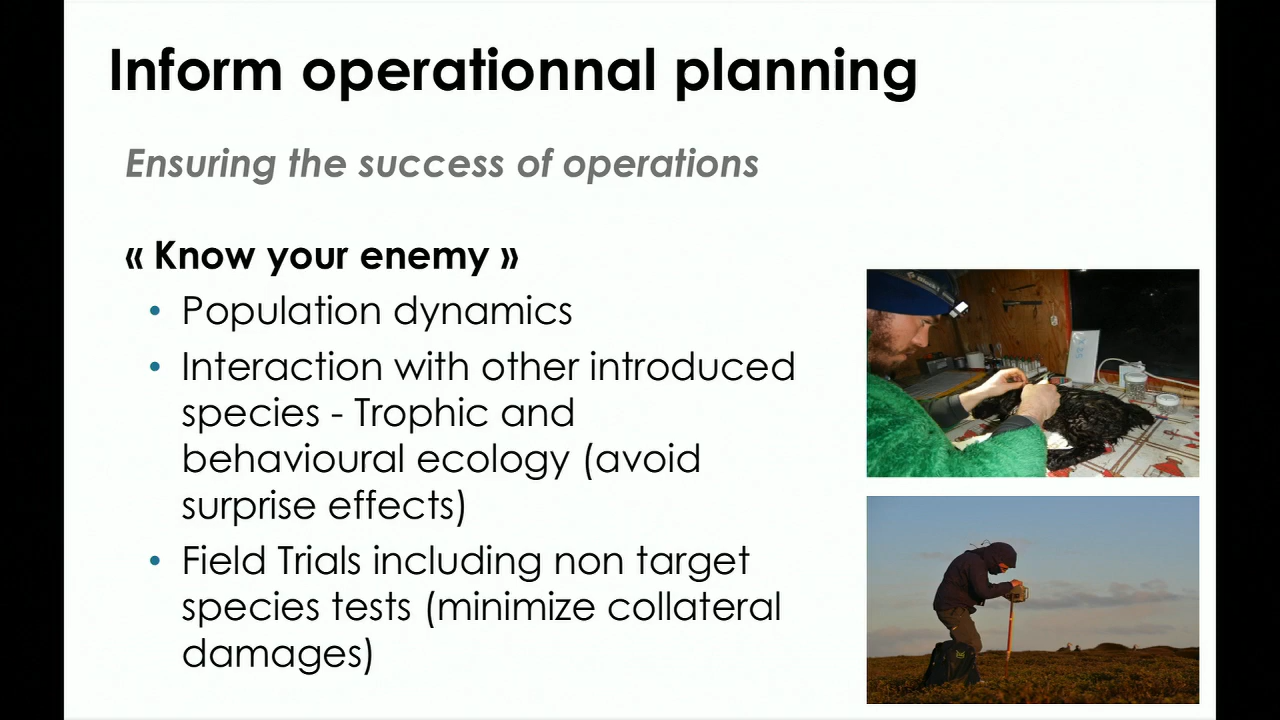 Inform operationnal planning
Ensuring the success of operations
« Know your enemy »
• Population dynamics
• Interaction with other introduced
species - Trophic and
behavioural ecology (avoid
surprise effects)
• Field Trials including non target
species tests (minimize collateral
damages)